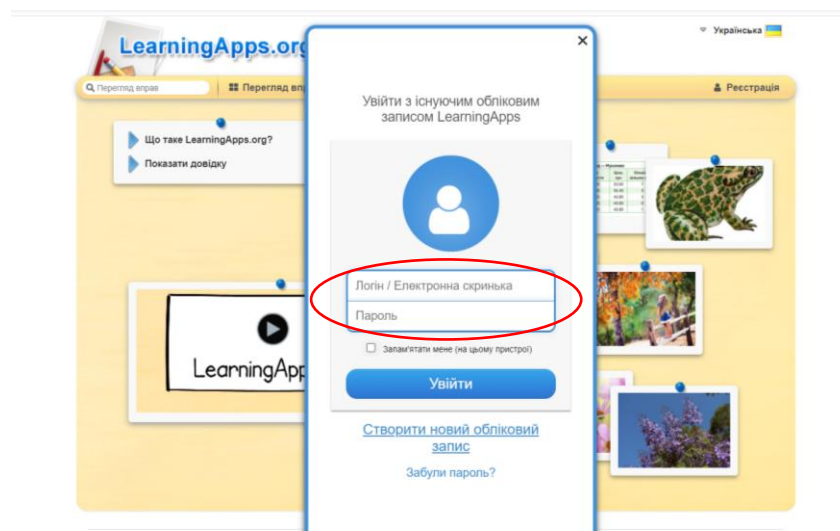 LearningApps.org
Українська
Перегляд вправ
Перегляд впр
Реєстрація
Що таке LearningApps.org?
Показати довідку
LearningApp
×
Увійти з існуючим обліковим
записом LearningApps
Логін / Електронна скринька
Пароль
Запам'ятати мене (на цьому пристрої)
Увійти
Створити новий обліковий
запис
Забули пароль?